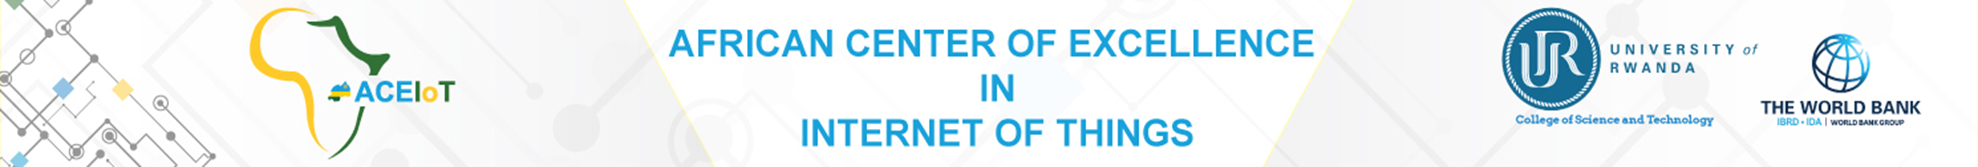 ACEIoT
AFRICAN CENTER OF EXCELLENCE
IN
INTERNET OF THINGS
UR
UNIVERSITY of
RWANDA
College of Science and Technology
THE WORLD BANK
IBRD • IDA | WORLD BANK GROUP